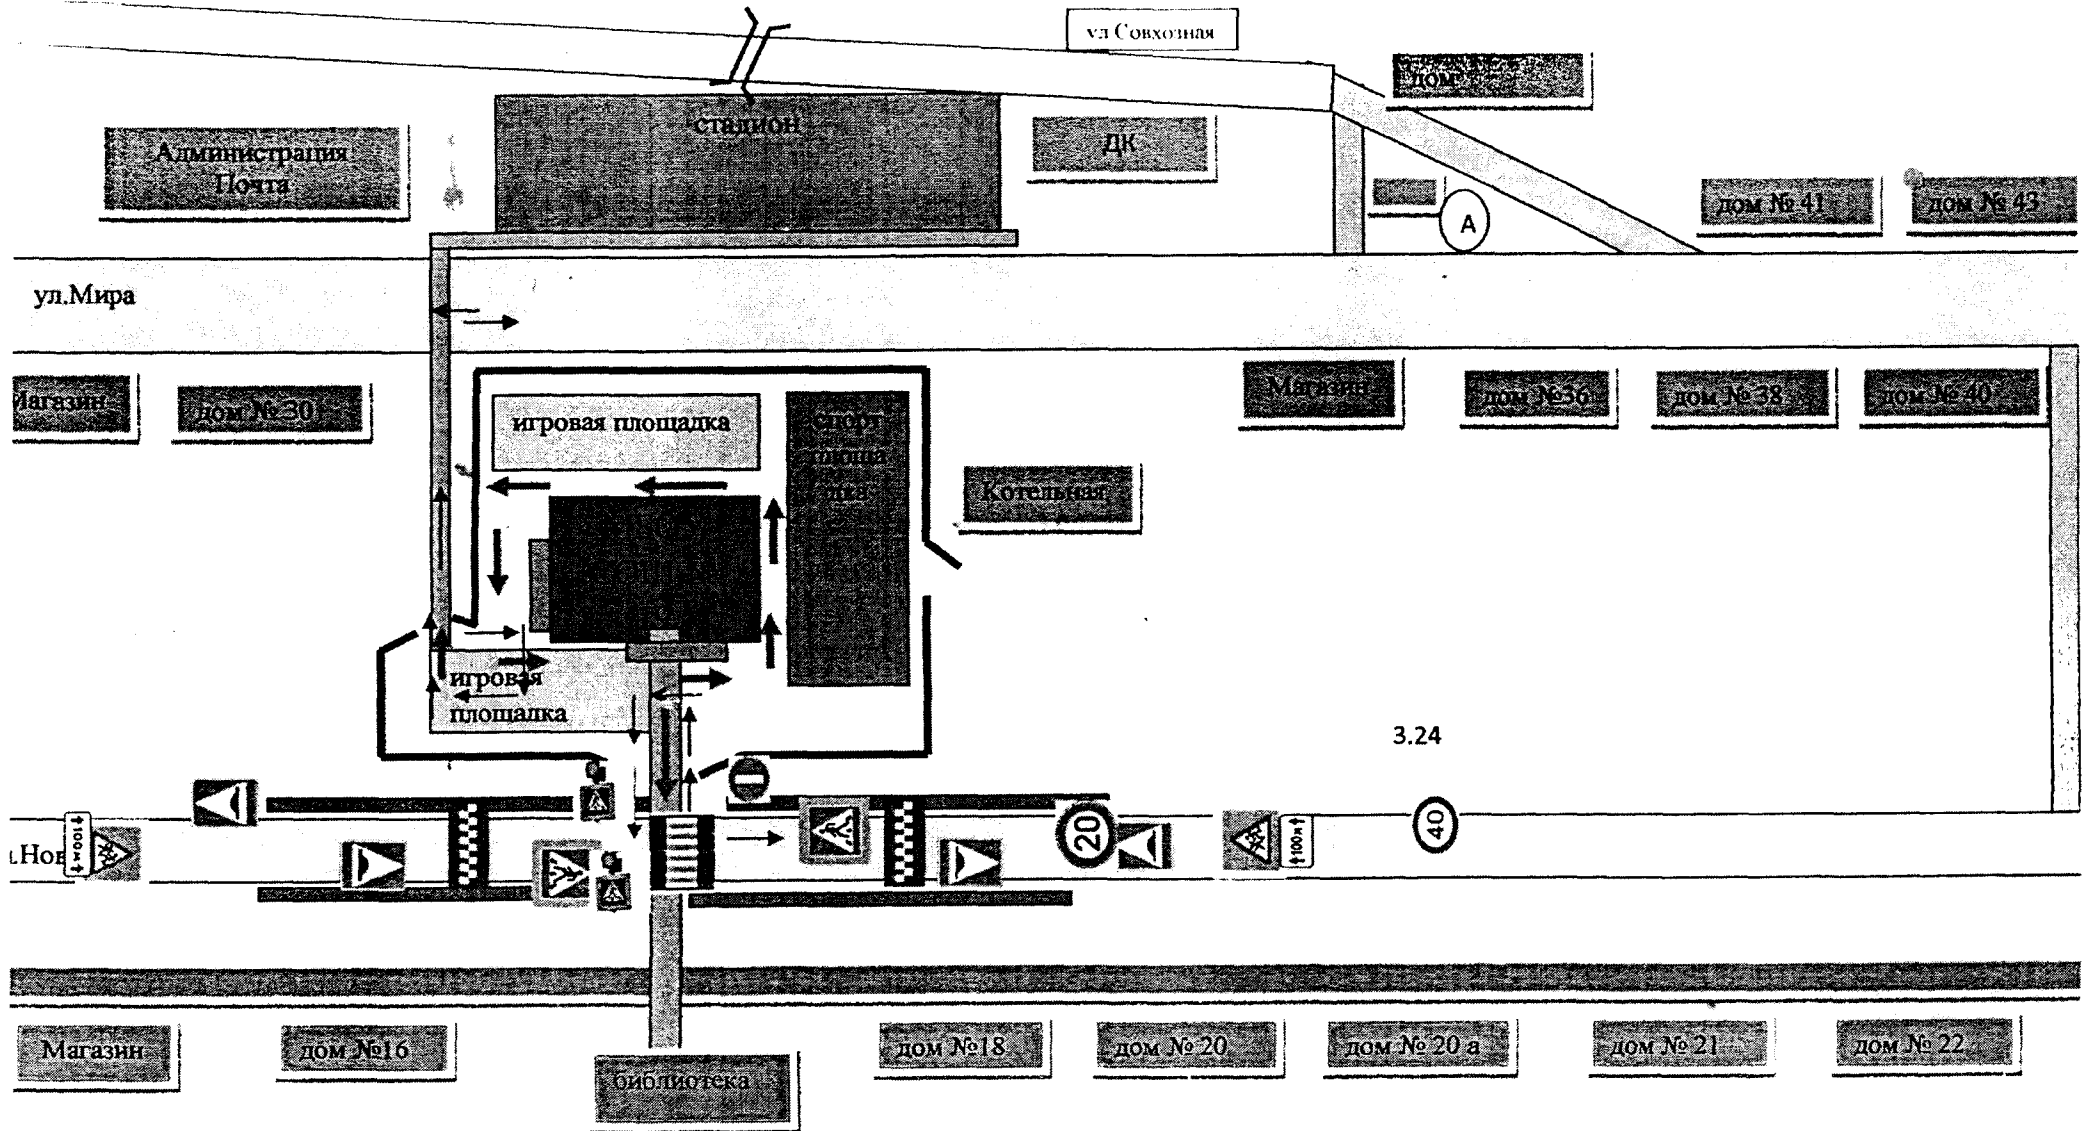 ул Совхозная
дом
стадион
Администрация
Почта
ДК
А
дом № 41
дом № 43
ул.Мира
Магазин
дом № 30
игровая площадка
спорт
площа
дка
Котельная
Магазин
дом №36
дом № 38
дом № 40
игровая
площадка
3.24
↑100м↑
.Нов
20
↑100м↑
40
Магазин
дом №16
библиотека
дом №18
дом № 20
дом № 20 а
дом № 21
дом № 22